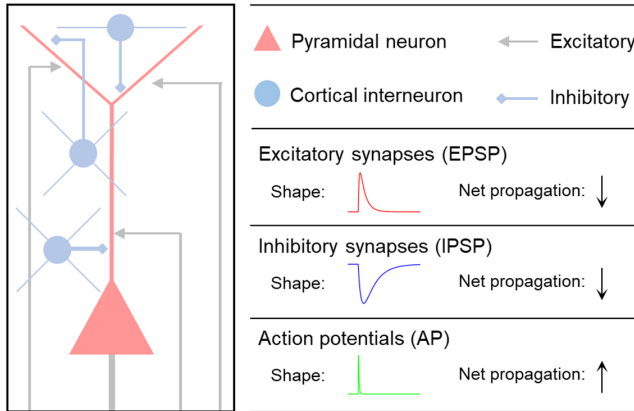 Pyramidal neuron
Excitatory
Cortical interneuron
Inhibitory
Excitatory synapses (EPSP)
Shape:
Net propagation:
Inhibitory synapses (IPSP)
Shape:
Net propagation:
Action potentials (AP)
Shape:
Net propagation: